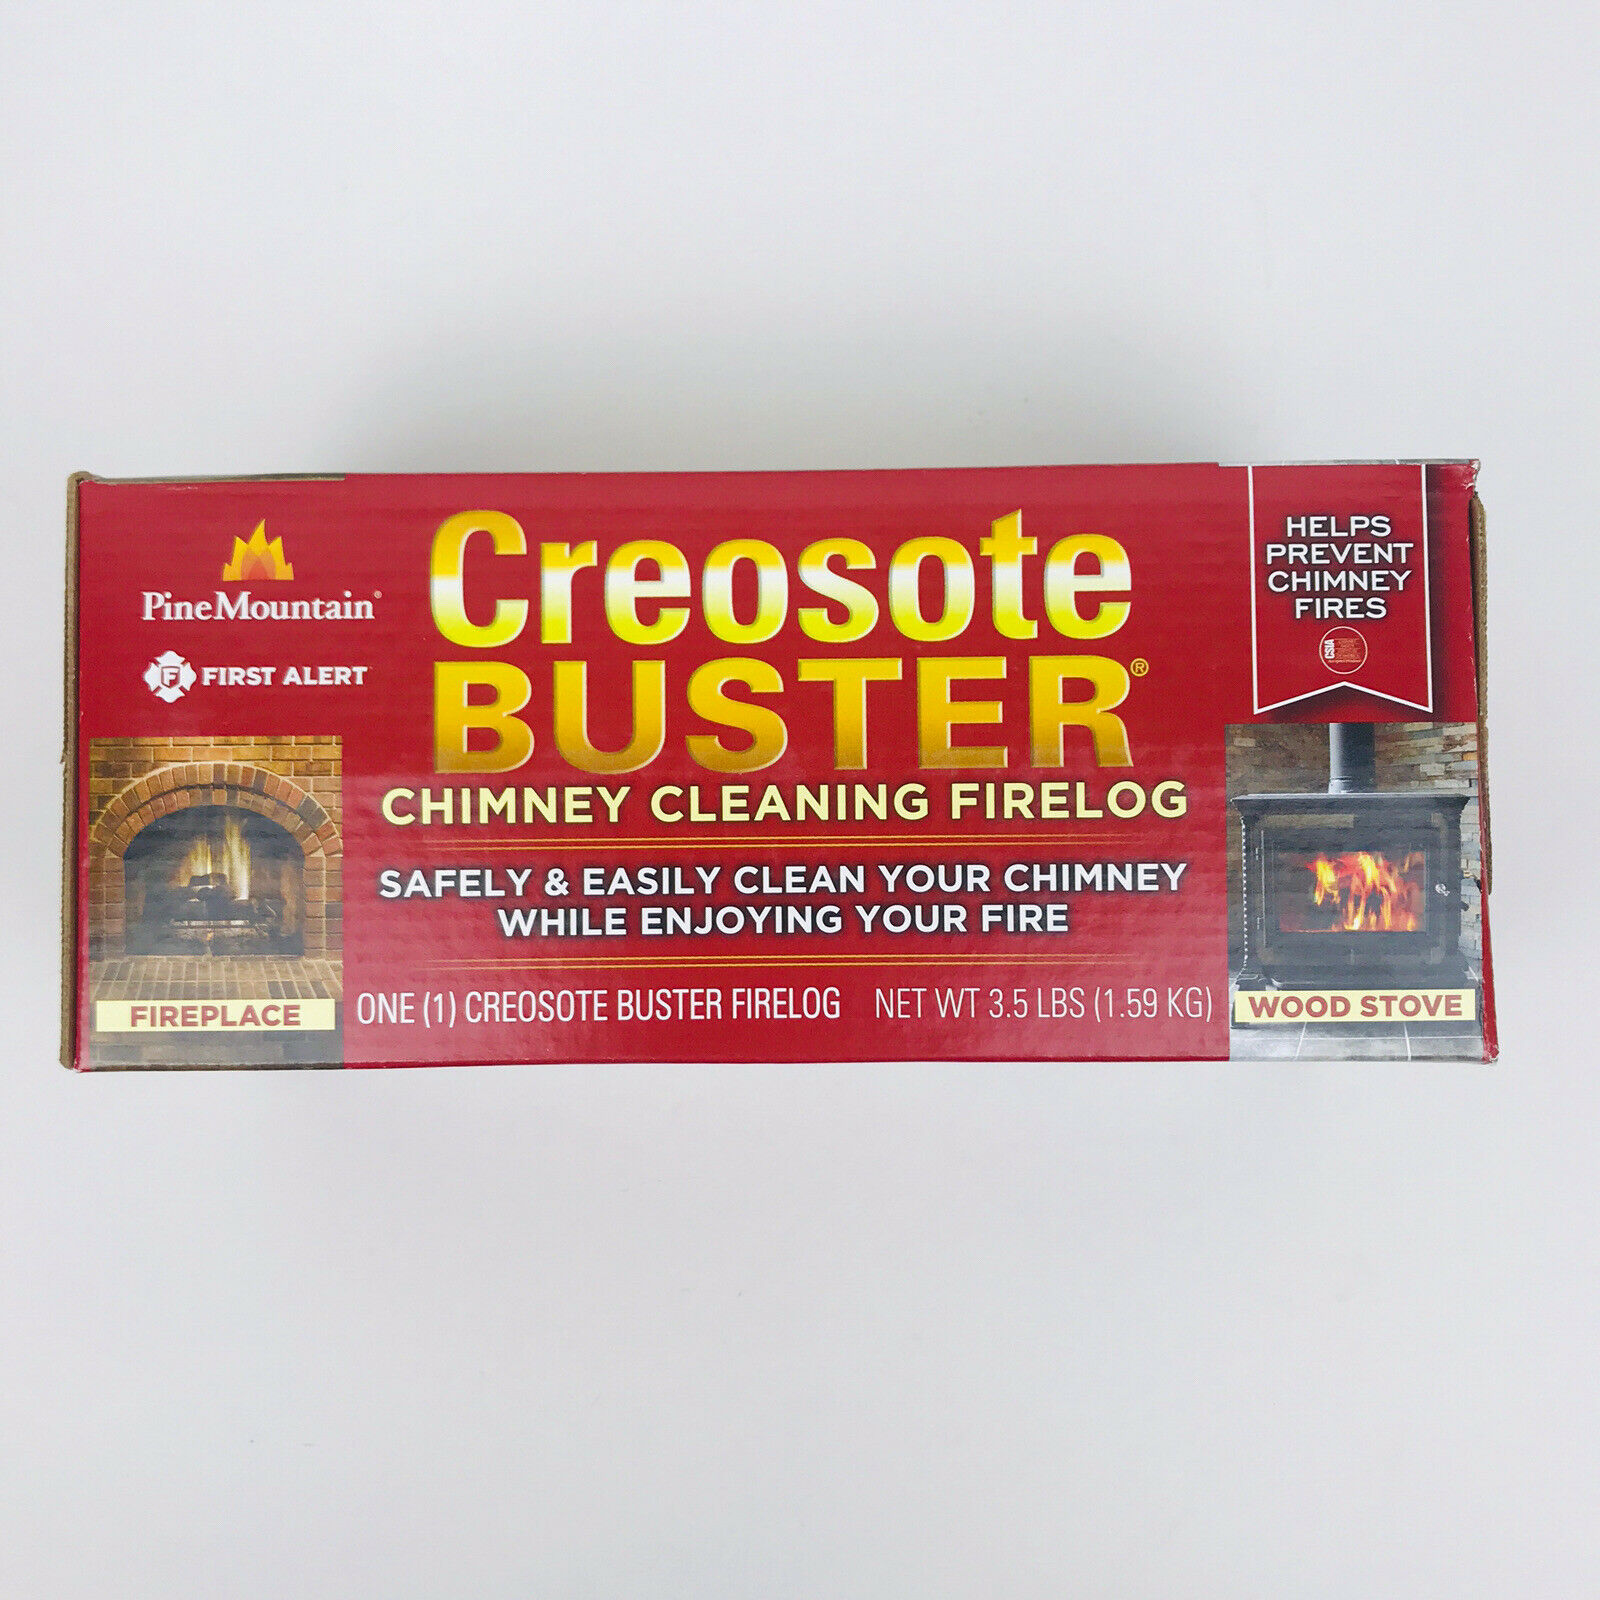 PineMountain®
FIRST ALERT
Creosote
BUSTER®
CHIMNEY CLEANING FIRELOG
SAFELY & EASILY CLEAN YOUR CHIMNEY
WHILE ENJOYING YOUR FIRE
ONE (1) CREOSOTE BUSTER FIRELOG NET WT 3.5 LBS (1.59 KG)
HELPS
PREVENT
CHIMNEY
FIRES
CSIA
FIREPLACE
WOOD STOVE